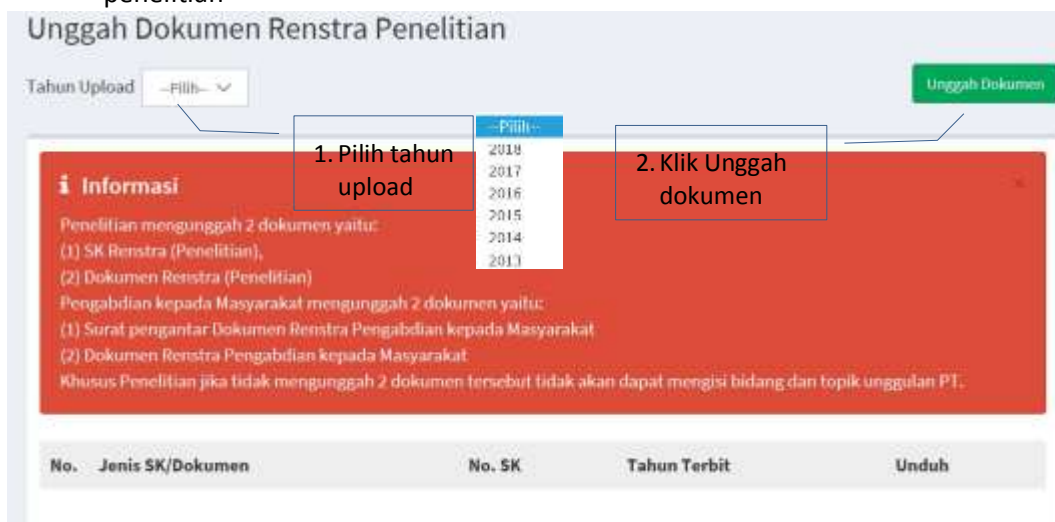 penelitian
Unggah Dokumen Renstra Penelitian
Tahun Upload --Pilih--
Unggah Dokumen
1. Pilih tahun
upload
--Pilih--
2018
2017
2016
2015
2014
2013
2. Klik Unggah
dokumen
i Informasi
Penelitian mengunggah 2 dokumen yaitu:
(1) SK Renstra (Penelitian),
(2) Dokumen Renstra (Penelitian)
Pengabdian kepada Masyarakat mengunggah 2 dokumen yaitu:
(1) Surat pengantar Dokumen Renstra Pengabdian kepada Masyarakat
(2) Dokumen Renstra Pengabdian kepada Masyarakat
Khusus Penelitian jika tidak mengunggah 2 dokumen tersebut tidak akan dapat mengisi bidang dan topik unggulan PT.
No. Jenis SK/Dokumen No. SK Tahun Terbit Unduh